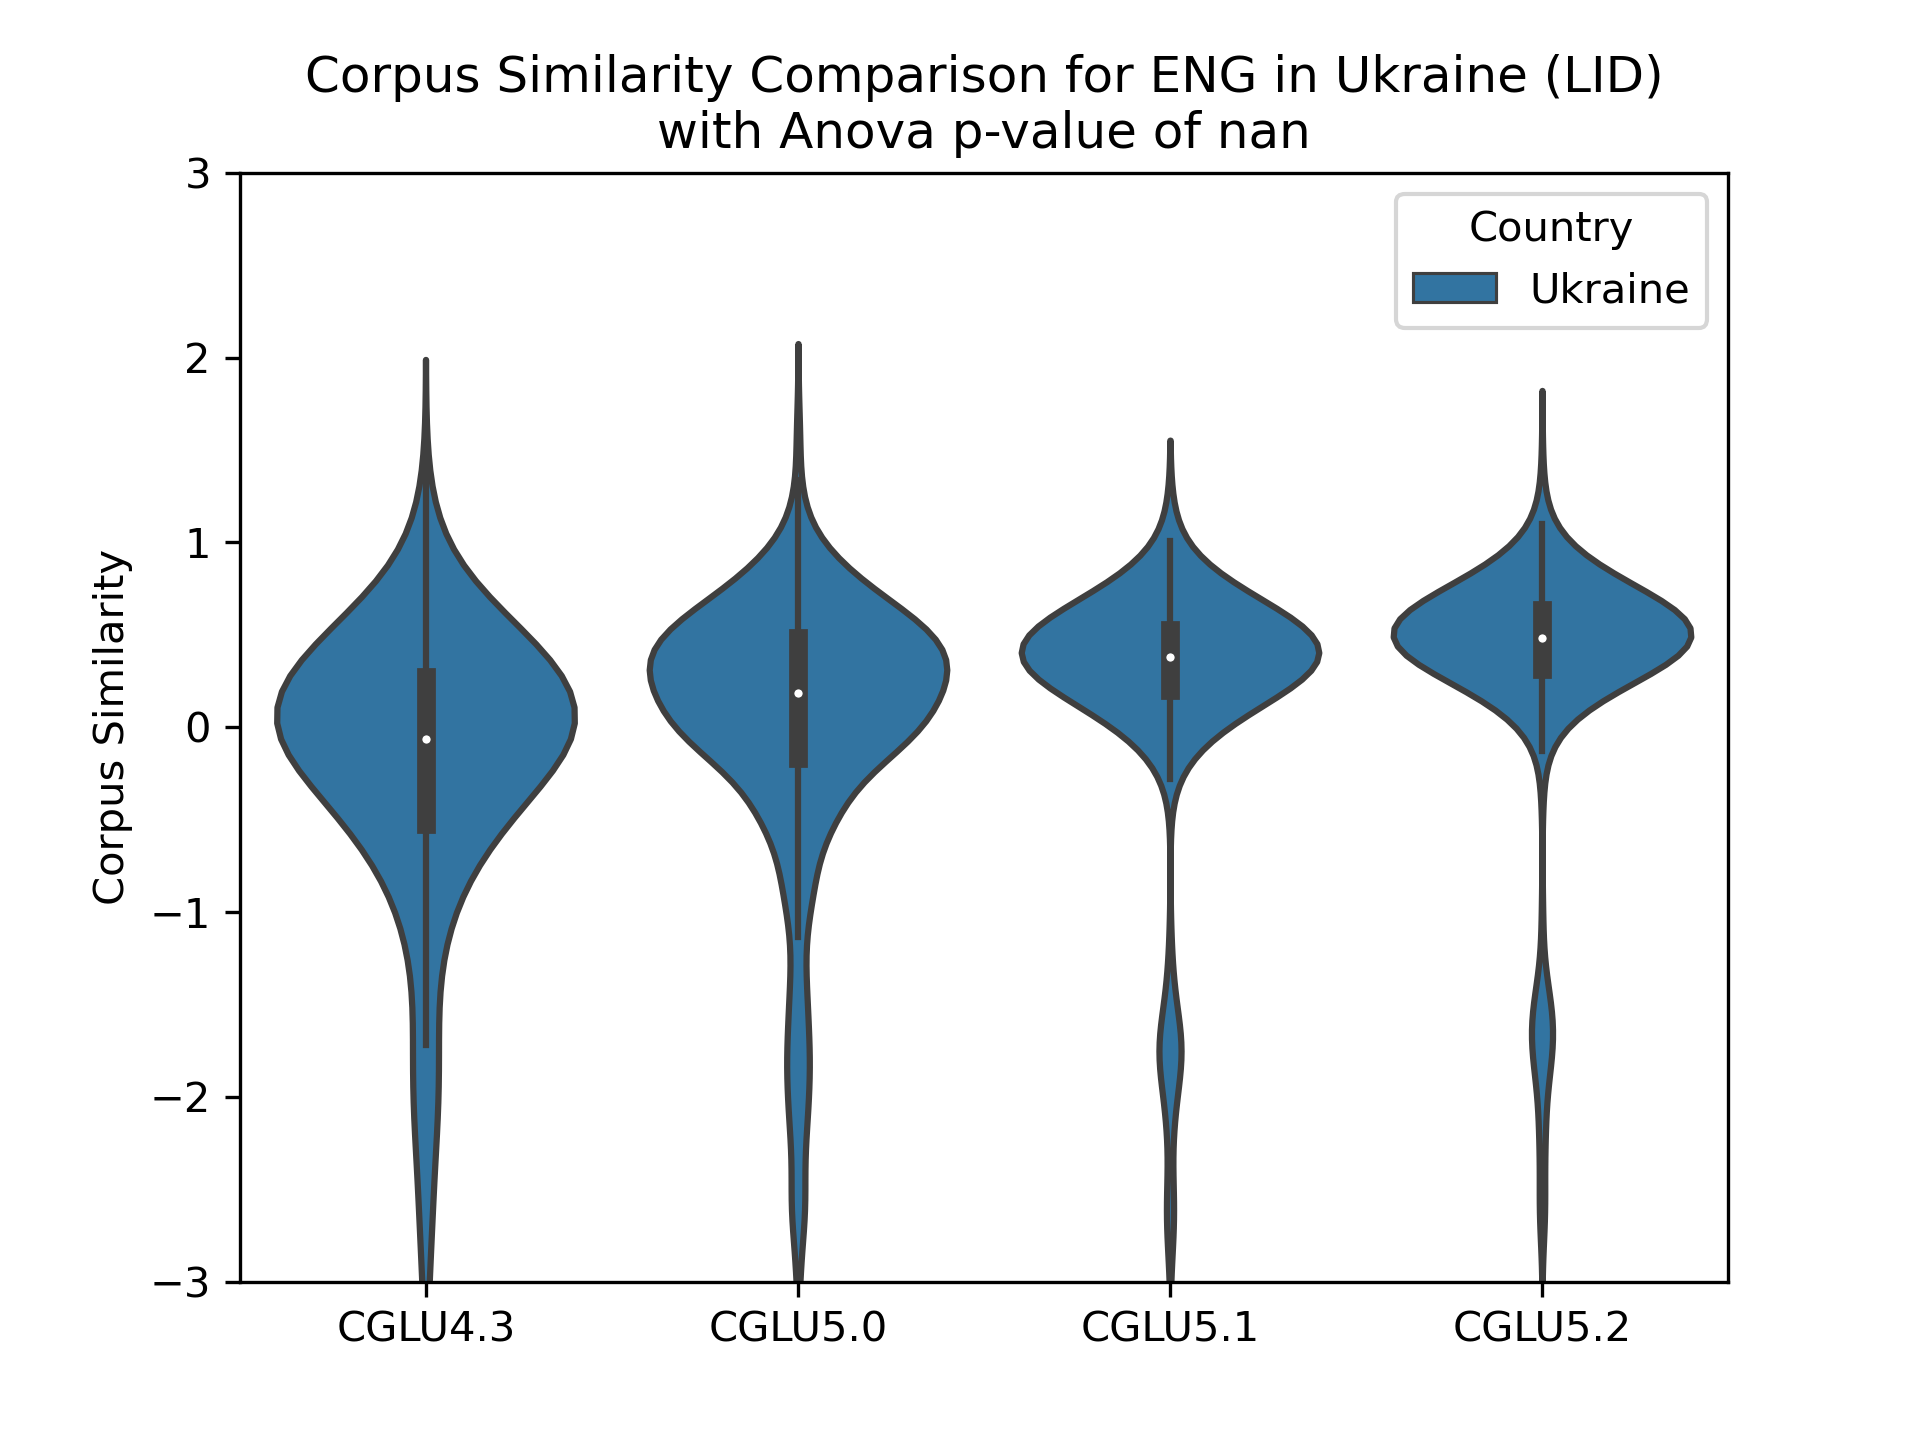 Corpus Similarity Comparison for ENG in Ukraine (LID)
with Anova p-value of nan
Country
Ukraine
Corpus Similarity
3
2
1
0
−1
−2
−3
CGLU4.3
CGLU5.0
CGLU5.1
CGLU5.2